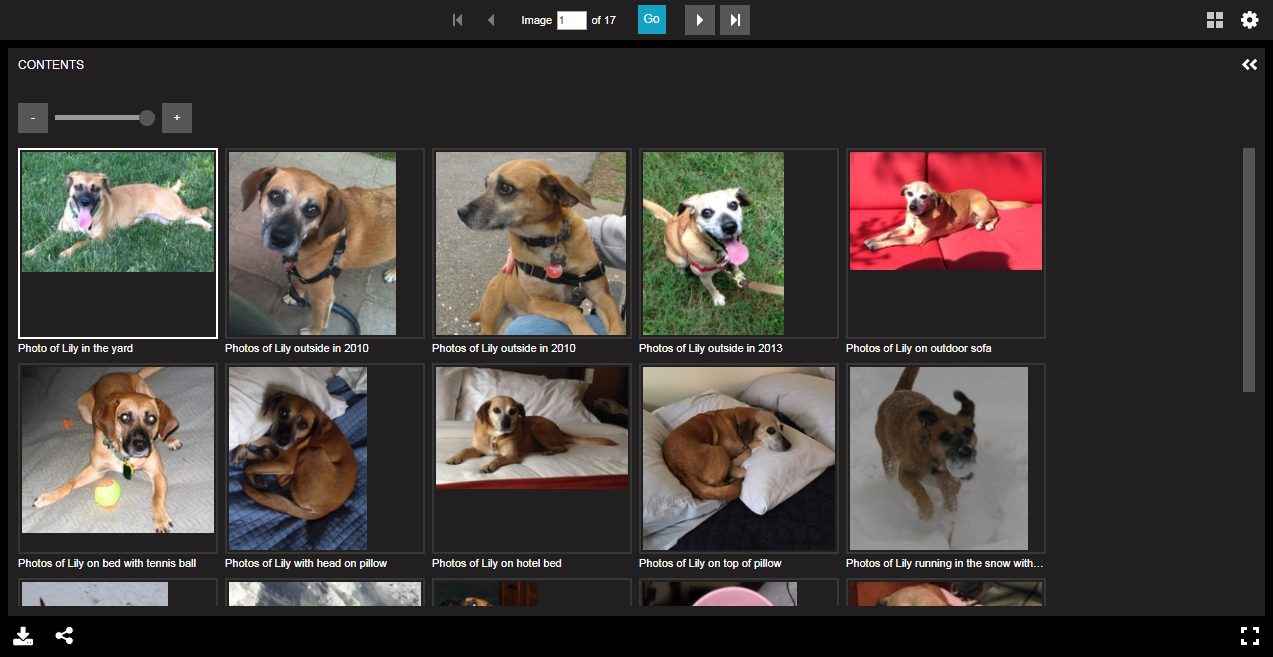 Image 1 of 17 Go
CONTENTS
- +
Photo of Lily in the yard
Photos of Lily outside in 2010
Photos of Lily outside in 2010
Photos of Lily outside in 2013
Photos of Lily on outdoor sofa
Photos of Lily on bed with tennis ball
Photos of Lily with head on pillow
Photos of Lily on hotel bed
Photos of Lily on top of pillow
Photos of Lily running in the snow with...